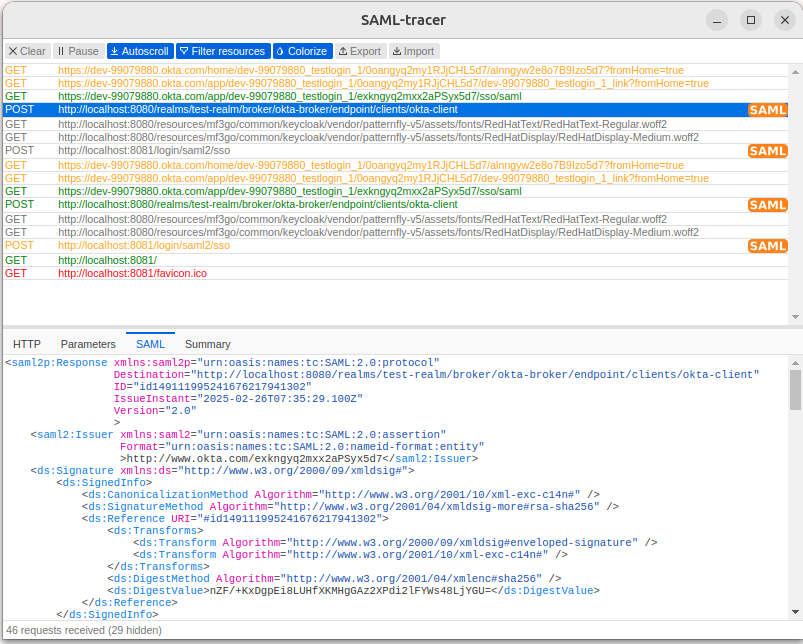 SAML-tracer
Clear Pause Autoscroll Filter resources Colorize Export Import
GET https://dev-99079880.okta.com/home/dev-99079880_testlogin_1/0oangyq2my1RJjCHL5d7/alnngyw2e8o7B9Izo5d7?fromHome=true
GET https://dev-99079880.okta.com/app/dev-99079880_testlogin_1/exkngyq2mxx2aPSyx5d7/dev-99079880_testlogin_1_link?fromHome=true
GET https://dev-99079880.okta.com/app/dev-99079880_testlogin_1/exkngyq2mxx2aPSyx5d7/sso/saml
POST http://localhost:8080/realms/test-realm/broker/okta-broker/endpoint/clients/okta-client SAML
GET http://localhost:8080/resources/mf3go/common/keycloak/vendor/patternfly-v5/assets/fonts/RedHatText/RedHatText-Regular.woff2
GET http://localhost:8080/resources/mf3go/common/keycloak/vendor/patternfly-v5/assets/fonts/RedHatDisplay/RedHatDisplay-Medium.woff2
POST http://localhost:8081/login/saml2/sso SAML
GET https://dev-99079880.okta.com/home/dev-99079880_testlogin_1/0oangyq2my1RJjCHL5d7/alnngyw2e8o7B9Izo5d7?fromHome=true
GET https://dev-99079880.okta.com/app/dev-99079880_testlogin_1/exkngyq2mxx2aPSyx5d7/dev-99079880_testlogin_1_link?fromHome=true
GET https://dev-99079880.okta.com/app/dev-99079880_testlogin_1/exkngyq2mxx2aPSyx5d7/sso/saml
POST http://localhost:8080/realms/test-realm/broker/okta-broker/endpoint/clients/okta-client SAML
GET http://localhost:8080/resources/mf3go/common/keycloak/vendor/patternfly-v5/assets/fonts/RedHatText/RedHatText-Regular.woff2
GET http://localhost:8080/resources/mf3go/common/keycloak/vendor/patternfly-v5/assets/fonts/RedHatDisplay/RedHatDisplay-Medium.woff2
POST http://localhost:8081/login/saml2/sso SAML
GET http://localhost:8081/
GET http://localhost:8081/favicon.ico
HTTP Parameters SAML Summary
<saml2p:Response xmlns:saml2p="urn:oasis:names:tc:SAML:2.0:protocol"
Destination="http://localhost:8080/realms/test-realm/broker/okta-broker/endpoint/clients/okta-client"
ID="id149111995241676217941302"
IssueInstant="2025-02-26T07:35:29.100Z"
Version="2.0"
>
<saml2:Issuer xmlns:saml2="urn:oasis:names:tc:SAML:2.0:assertion"
Format="urn:oasis:names:tc:SAML:2.0:nameid-format:entity"
>http://www.okta.com/exkngyq2mxx2aPSyx5d7</saml2:Issuer>
<ds:Signature xmlns:ds="http://www.w3.org/2000/09/xmldsig#">
<ds:SignedInfo>
<ds:CanonicalizationMethod Algorithm="http://www.w3.org/2001/10/xml-exc-c14n#" />
<ds:SignatureMethod Algorithm="http://www.w3.org/2001/04/xmldsig-more#rsa-sha256" />
<ds:Reference URI="#id149111995241676217941302">
<ds:Transforms>
<ds:Transform Algorithm="http://www.w3.org/2000/09/xmldsig#enveloped-signature" />
<ds:Transform Algorithm="http://www.w3.org/2001/10/xml-exc-c14n#" />
</ds:Transforms>
<ds:DigestMethod Algorithm="http://www.w3.org/2001/04/xmlenc#sha256" />
<ds:DigestValue>nZF/+KxDgpEi8LUHfXKMHgGAz2XPdi2lFYWs48LjYGU=</ds:DigestValue>
</ds:Reference>
</ds:SignedInfo>
46 requests received (29 hidden)